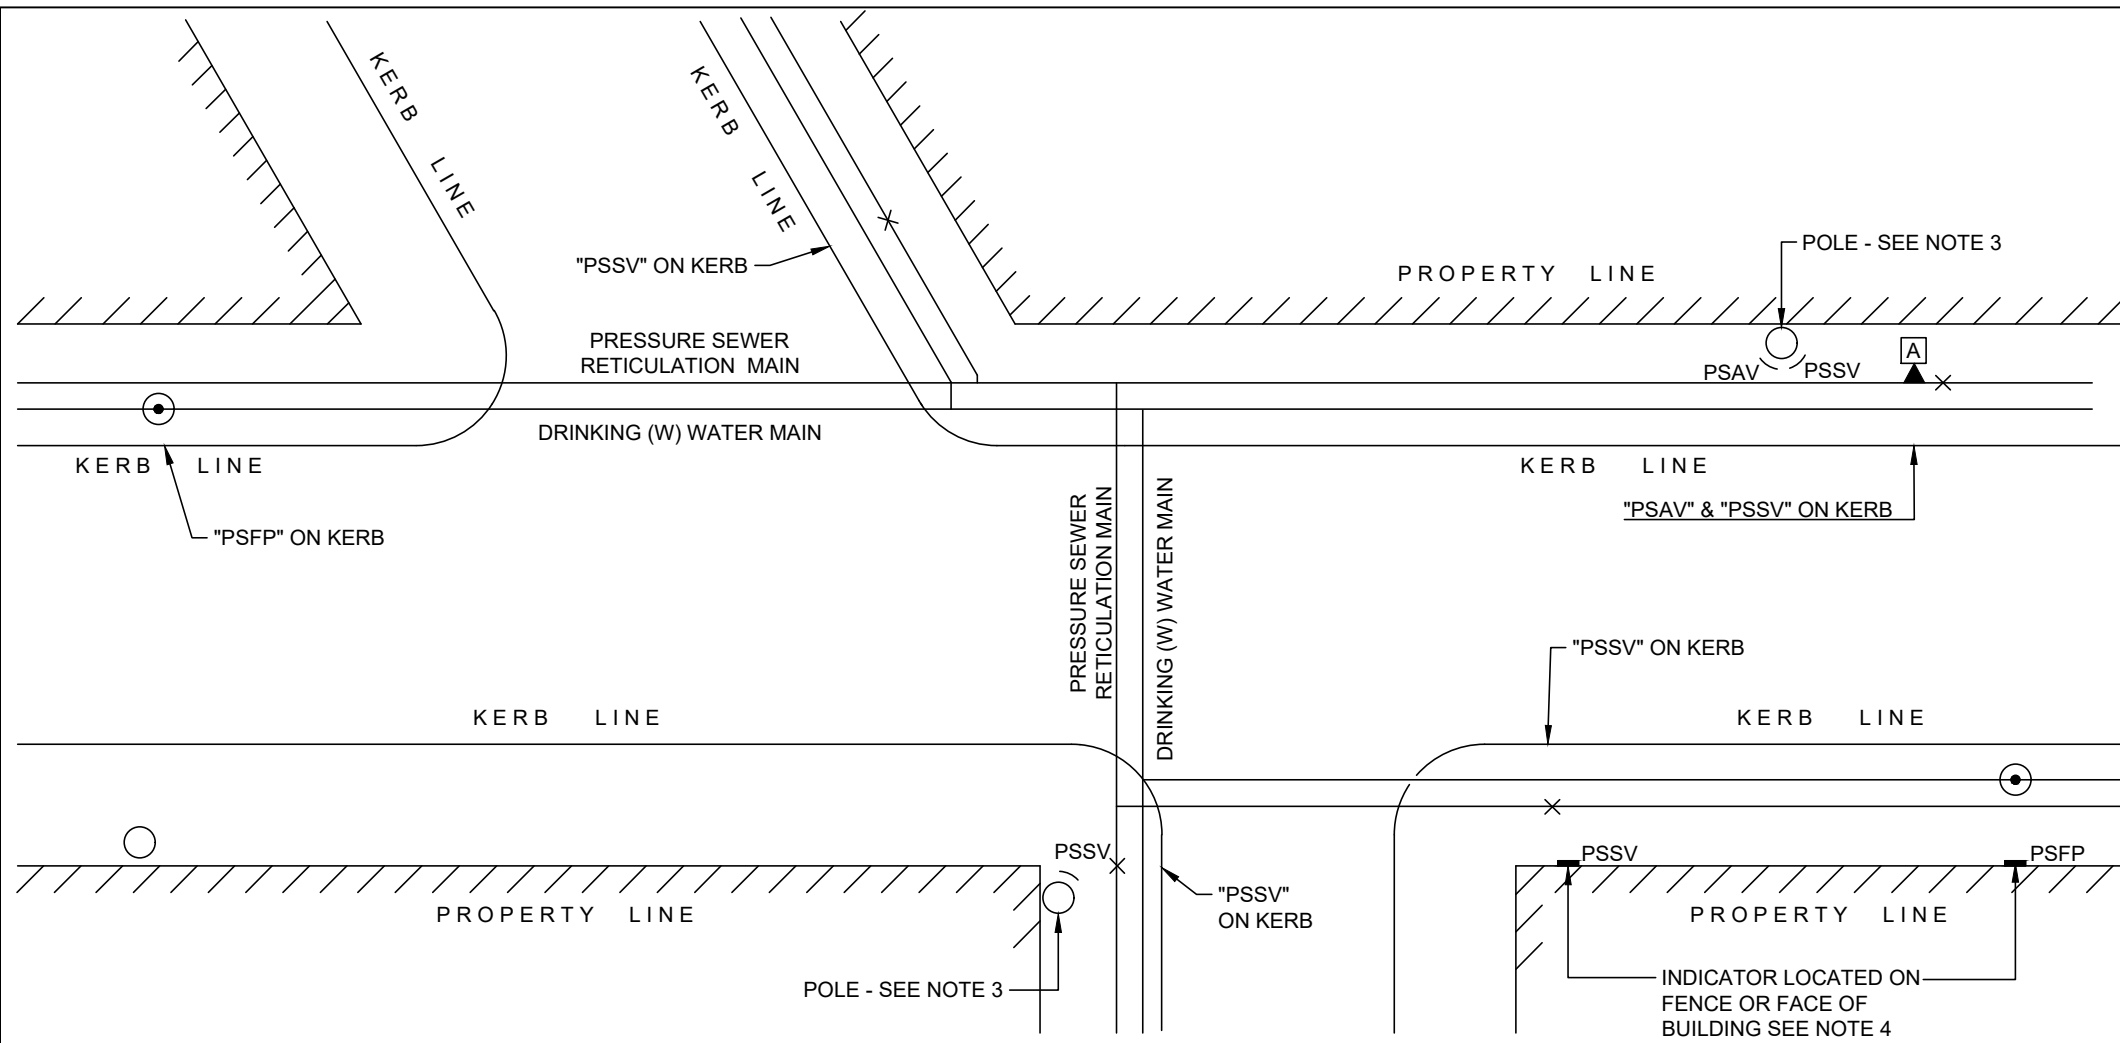 KERB LINE
KERB LINE
"PSSV" ON KERB
POLE - SEE NOTE 3
PROPERTY LINE
PRESSURE SEWER
RETICULATION MAIN
A
PSAV
PSSV
DRINKING (W) WATER MAIN
KERB LINE
KERB LINE
"PSFP" ON KERB
"PSAV" & "PSSV" ON KERB
PRESSURE SEWER
RETICULATION MAIN
DRINKING (W) WATER MAIN
"PSSV" ON KERB
KERB LINE
KERB LINE
PSSV
PSSV
PSFP
"PSSV"
ON KERB
PROPERTY LINE
PROPERTY LINE
POLE - SEE NOTE 3
INDICATOR LOCATED ON
FENCE OR FACE OF
BUILDING SEE NOTE 4